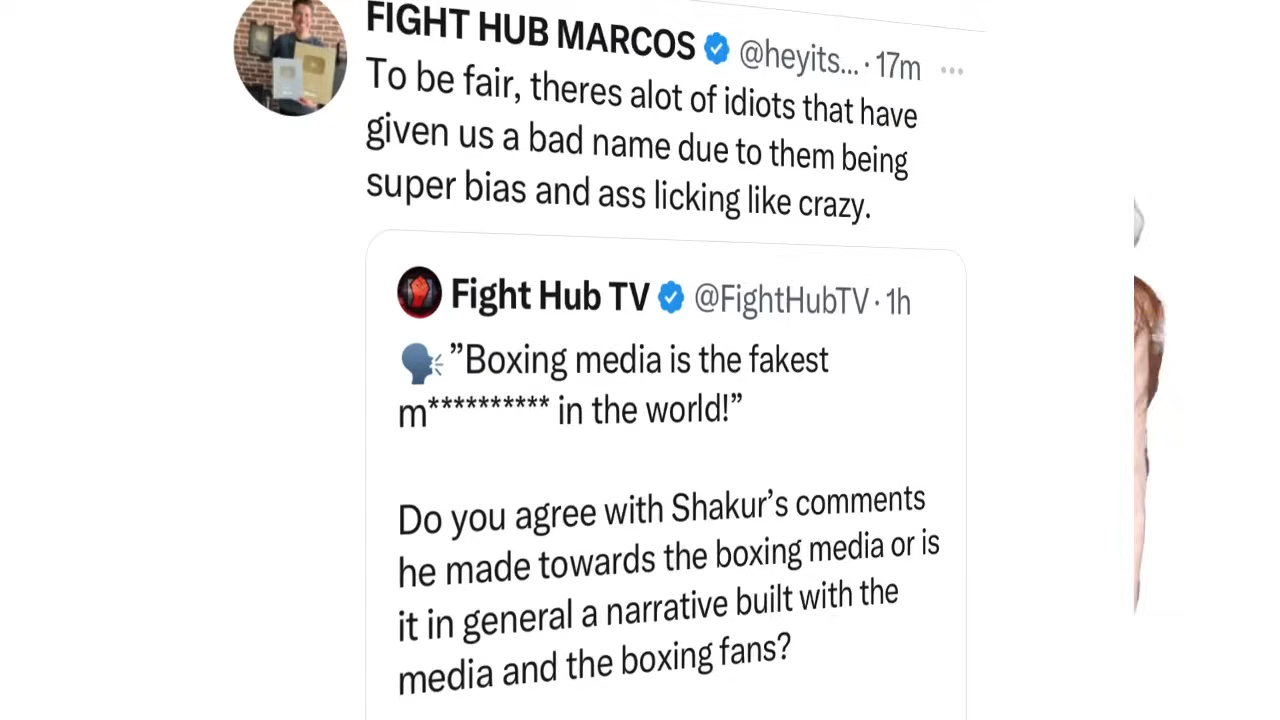 FIGHT HUB MARCOS @heyits... · 17m ...
To be fair, theres alot of idiots that have
given us a bad name due to them being
super bias and ass licking like crazy.
Fight Hub TV @FightHubTV · 1h
🗣️"Boxing media is the fakest
m********** in the world!”
Do you agree with Shakur’s comments
he made towards the boxing media or is
it in general a narrative built with the
media and the boxing fans?